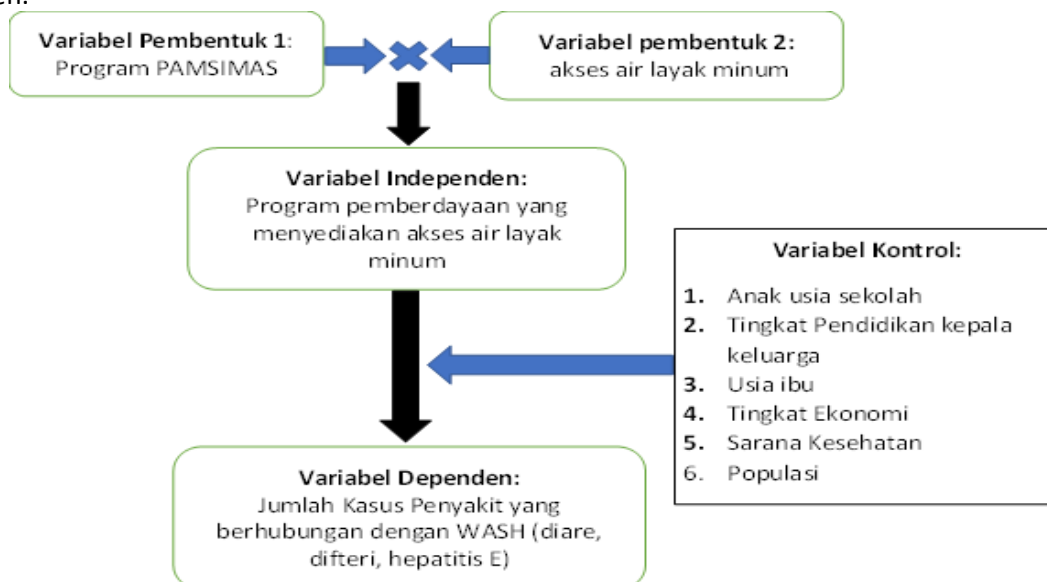 Variabel Pembentuk 1:
Program PAMSIMAS
Variabel pembentuk 2:
akses air layak minum
Variabel Independen:
Program pemberdayaan yang
menyediakan akses air layak
minum
Variabel Kontrol:
1. Anak usia sekolah
2. Tingkat Pendidikan kepala
keluarga
3. Usia ibu
4. Tingkat Ekonomi
5. Sarana Kesehatan
6. Populasi
Variabel Dependen:
Jumlah Kasus Penyakit yang
berhubungan dengan WASH (diare,
difteri, hepatitis E)